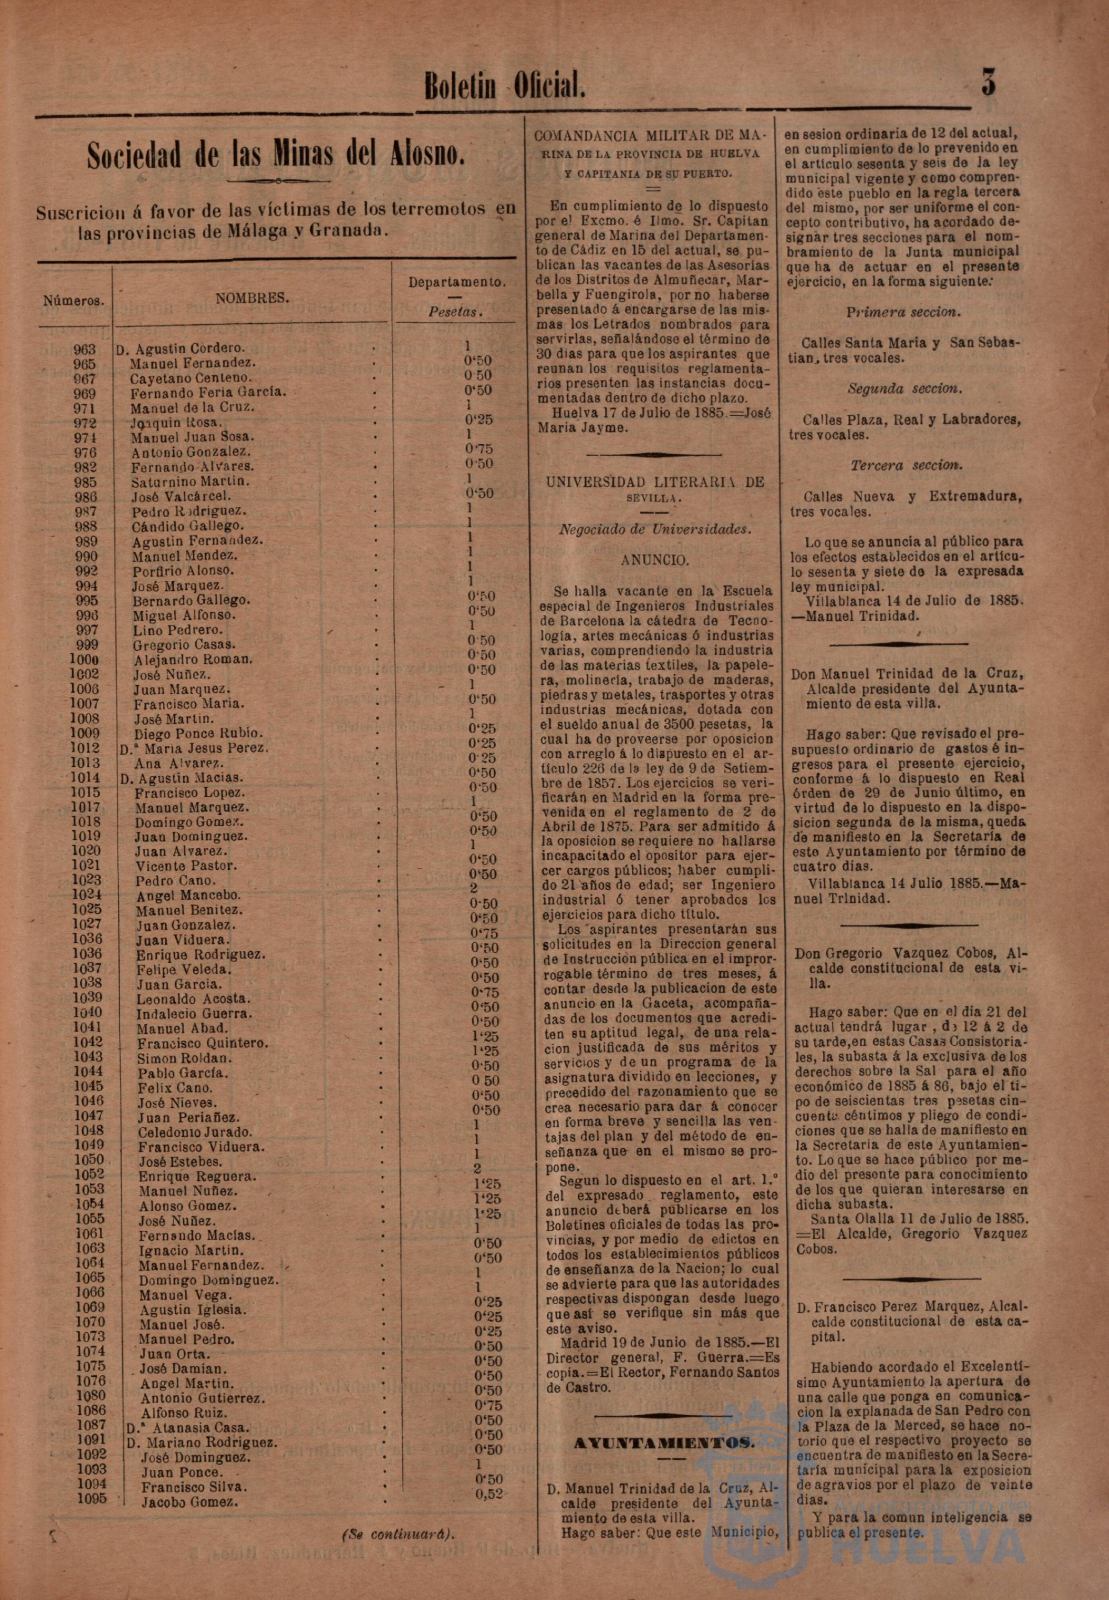 Boletin Oficial.
3
Sociedad de las Minas del Alosno.
Suscricion á favor de las víctimas de los terremotos en
las provincias de Málaga y Granada.
Números. NOMBRES. Departamento.
Pesetas.
963 D. Agustin Cordero. 1
965 Manuel Fernandez. 0'50
967 Cayetano Centeno. 0 50
969 Fernando Feria García. 0'50
971 Manuel de la Cruz. 1
972 Joaquin Rosa. 0'25
974 Manuel Juan Sosa. 1
976 Antonio Gonzalez. 0'75
982 Fernando Alvares. 0 50
985 Saturnino Martin. 1
986 José Valcárcel. 0'50
987 Pedro Rodriguez. 1
988 Cándido Gallego. 1
989 Agustin Fernandez. 1
990 Manuel Mendez. 1
992 Porfirio Alonso. 1
994 José Marquez. 1
995 Bernardo Gallego. 0'50
996 Miguel Alfonso. 0'50
997 Lino Pedrero. 1
999 Gregorio Casas. 0 50
1000 Alejandro Roman. 0'50
1002 José Nuñez. 0'50
1006 Juan Marquez. 1
1007 Francisco Maria. 0'50
1008 José Martin. 1
1009 Diego Ponce Rubio. 0'25
1012 D.ª Maria Jesus Perez. 0'25
1013 Ana Alvarez. 0 25
1014 D. Agustin Macias. 0'50
1015 Francisco Lopez. 0'50
1017 Manuel Marquez. 1
1018 Domingo Gomez. 0'50
1019 Juan Dominguez. 0'50
1020 Juan Alvarez. 1
1021 Vicente Pastor. 0'50
1023 Pedro Cano. 0'50
1024 Angel Mancebo. 2
1025 Manuel Benitez. 0'50
1027 Juan Gonzalez. 0'50
1036 Juan Viduera. 0'75
1036 Enrique Rodriguez. 0'50
1037 Felipe Veleda. 0'50
1038 Juan Garcia. 0'50
1039 Leonaldo Acosta. 0'75
1040 Indalecio Guerra. 0'50
1041 Manuel Abad. 0'50
1042 Francisco Quintero. 1'25
1043 Simon Roldan. 1'25
1044 Pablo García. 0'50
1045 Felix Cano. 0 50
1046 José Nieves. 0'50
1047 Juan Periañez. 0'50
1048 Celedonio Jurado. 1
1049 Francisco Viduera. 1
1050 José Estebes. 1
1052 Enrique Reguera. 2
1053 Manuel Nuñez. 1'25
1054 Alonso Gomez. 1'25
1055 José Nuñez. 1'25
1061 Fernando Macías. 1
1063 Ignacio Martin. 0'50
1064 Manuel Fernandez. 0'50
1065 Domingo Dominguez. 1
1066 Manuel Vega. 1
1069 Agustin Iglesia. 0'25
1070 Manuel José. 0'25
1073 Manuel Pedro. 0'25
1074 Juan Orta. 0'50
1075 José Damian. 0'50
1076 Angel Martin. 0'50
1080 Antonio Gutierrez. 0'50
1086 Alfonso Ruiz. 0'75
1087 D.ª Atanasia Casa. 0'50
1091 D. Mariano Rodriguez. 0'50
1092 José Dominguez. 0'50
1093 Juan Ponce. 1
1094 Francisco Silva. 0'50
1095 Jacobo Gomez. 0,52
(Se continuará).
COMANDANCIA MILITAR DE MA-
RINA DE LA PROVINCIA DE HUELVA
Y CAPITANIA DE SU PUERTO.
En cumplimiento de lo dispuesto
por el Excmo. é Ilmo. Sr. Capitan
general de Marina del Departamen-
to de Cádiz en 15 del actual, se pu-
blican las vacantes de las Asesorías
de los Distritos de Almuñecar, Mar-
bella y Fuengirola, por no haberse
presentado á encargarse de las mis-
mas los Letrados nombrados para
servirlas, señalándose el término de
30 dias para que los aspirantes que
reunan los requisitos reglamenta-
rios presenten las instancias docu-
mentadas dentro de dicho plazo.
Huelva 17 de Julio de 1885.=José
Maria Jayme.
UNIVERSIDAD LITERARIA DE
SEVILLA.
Negociado de Universidades.
ANUNCIO.
Se halla vacante en la Escuela
especial de Ingenieros Industriales
de Barcelona la cátedra de Tecno-
logía, artes mecánicas ó industrias
varias, comprendiendo la industria
de las materias textiles, la papele-
ra, molinería, trabajo de maderas,
piedras y metales, trasportes y otras
industrias mecánicas, dotada con
el sueldo anual de 3500 pesetas, la
cual ha de proveerse por oposicion
con arreglo á lo dispuesto en el ar-
tículo 226 de la ley de 9 de Setiem-
bre de 1857. Los ejercicios se veri-
ficarán en Madrid en la forma pre-
venida en el reglamento de 2 de
Abril de 1875. Para ser admitido á
la oposicion se requiere no hallarse
incapacitado el opositor para ejer-
cer cargos públicos; haber cumpli-
do 21 años de edad; ser Ingeniero
industrial ó tener aprobados los
ejercicios para dicho título.
Los aspirantes presentarán sus
solicitudes en la Direccion general
de Instruccion pública en el impror-
rogable término de tres meses, á
contar desde la publicacion de este
anuncio en la Gaceta, acompaña-
das de los documentos que acredi-
ten su aptitud legal, de una rela-
cion justificada de sus méritos y
servicios y de un programa de la
asignatura dividido en lecciones, y
precedido del razonamiento que se
crea necesario para dar á conocer
en forma breve y sencilla las ven-
tajas del plan y del método de en-
señanza que en el mismo se pro-
pone.
Segun lo dispuesto en el art. 1.º
del expresado reglamento, este
anuncio deberá publicarse en los
Boletines oficiales de todas las pro-
vincias, y por medio de edictos en
todos los establecimientos públicos
de enseñanza de la Nacion; lo cual
se advierte para que las autoridades
respectivas dispongan desde luego
que así se verifique sin más que
este aviso.
Madrid 19 de Junio de 1885.—El
Director general, F. Guerra.=Es
copia.=El Rector, Fernando Santos
de Castro.
AYUNTAMIENTOS.
D. Manuel Trinidad de la Cruz, Al-
calde presidente del Ayunta-
miento de esta villa.
Hago saber: Que este Municipio,
en sesion ordinaria de 12 del actual,
en cumplimiento de lo prevenido en
el artículo sesenta y seis de la ley
municipal vigente y como compren-
dido este pueblo en la regla tercera
del mismo, por ser uniforme el con-
cepto contributivo, ha acordado de-
signar tres secciones para el nom-
bramiento de la Junta municipal
que ha de actuar en el presente
ejercicio, en la forma siguiente:
Primera seccion.
Calles Santa Maria y San Sebas-
tian, tres vocales.
Segunda seccion.
Calles Plaza, Real y Labradores,
tres vocales.
Tercera seccion.
Calles Nueva y Extremadura,
tres vocales.
Lo que se anuncia al público para
los efectos establecidos en el artícu-
lo sesenta y siete de la expresada
ley municipal.
Villablanca 14 de Julio de 1885.
—Manuel Trinidad.
Don Manuel Trinidad de la Cruz,
Alcalde presidente del Ayunta-
miento de esta villa.
Hago saber: Que revisado el pre-
supuesto ordinario de gastos é in-
gresos para el presente ejercicio,
conforme á lo dispuesto en Real
órden de 29 de Junio último, en
virtud de lo dispuesto en la dispo-
sicion segunda de la misma, queda
de manifiesto en la Secretaría de
este Ayuntamiento por término de
cuatro dias.
Villablanca 14 Julio 1885.—Ma-
nuel Trinidad.
Don Gregorio Vazquez Cobos, Al-
calde constitucional de esta vi-
lla.
Hago saber: Que en el dia 21 del
actual tendrá lugar, de 12 á 2 de
su tarde, en estas Casas Consistoria-
les, la subasta á la exclusiva de los
derechos sobre la Sal para el año
económico de 1885 á 86, bajo el ti-
po de seiscientas tres pesetas cin-
cuenta céntimos y pliego de condi-
ciones que se halla de manifiesto en
la Secretaría de este Ayuntamien-
to. Lo que se hace público por me-
dio del presente para conocimiento
de los que quieran interesarse en
dicha subasta.
Santa Olalla 11 de Julio de 1885.
=El Alcalde, Gregorio Vazquez
Cobos.
D. Francisco Perez Marquez, Alcal-
calde constitucional de esta ca-
pital.
Habiendo acordado el Excelentí-
simo Ayuntamiento la apertura de
una calle que ponga en comunica-
cion la explanada de San Pedro con
la Plaza de la Merced, se hace no-
torio que el respectivo proyecto se
encuentra de manifiesto en la Secre-
taría municipal para la exposicion
de agravios por el plazo de veinte
dias.
Y para la comun inteligencia se
publica el presente.
Ayuntamiento de
HUELVA